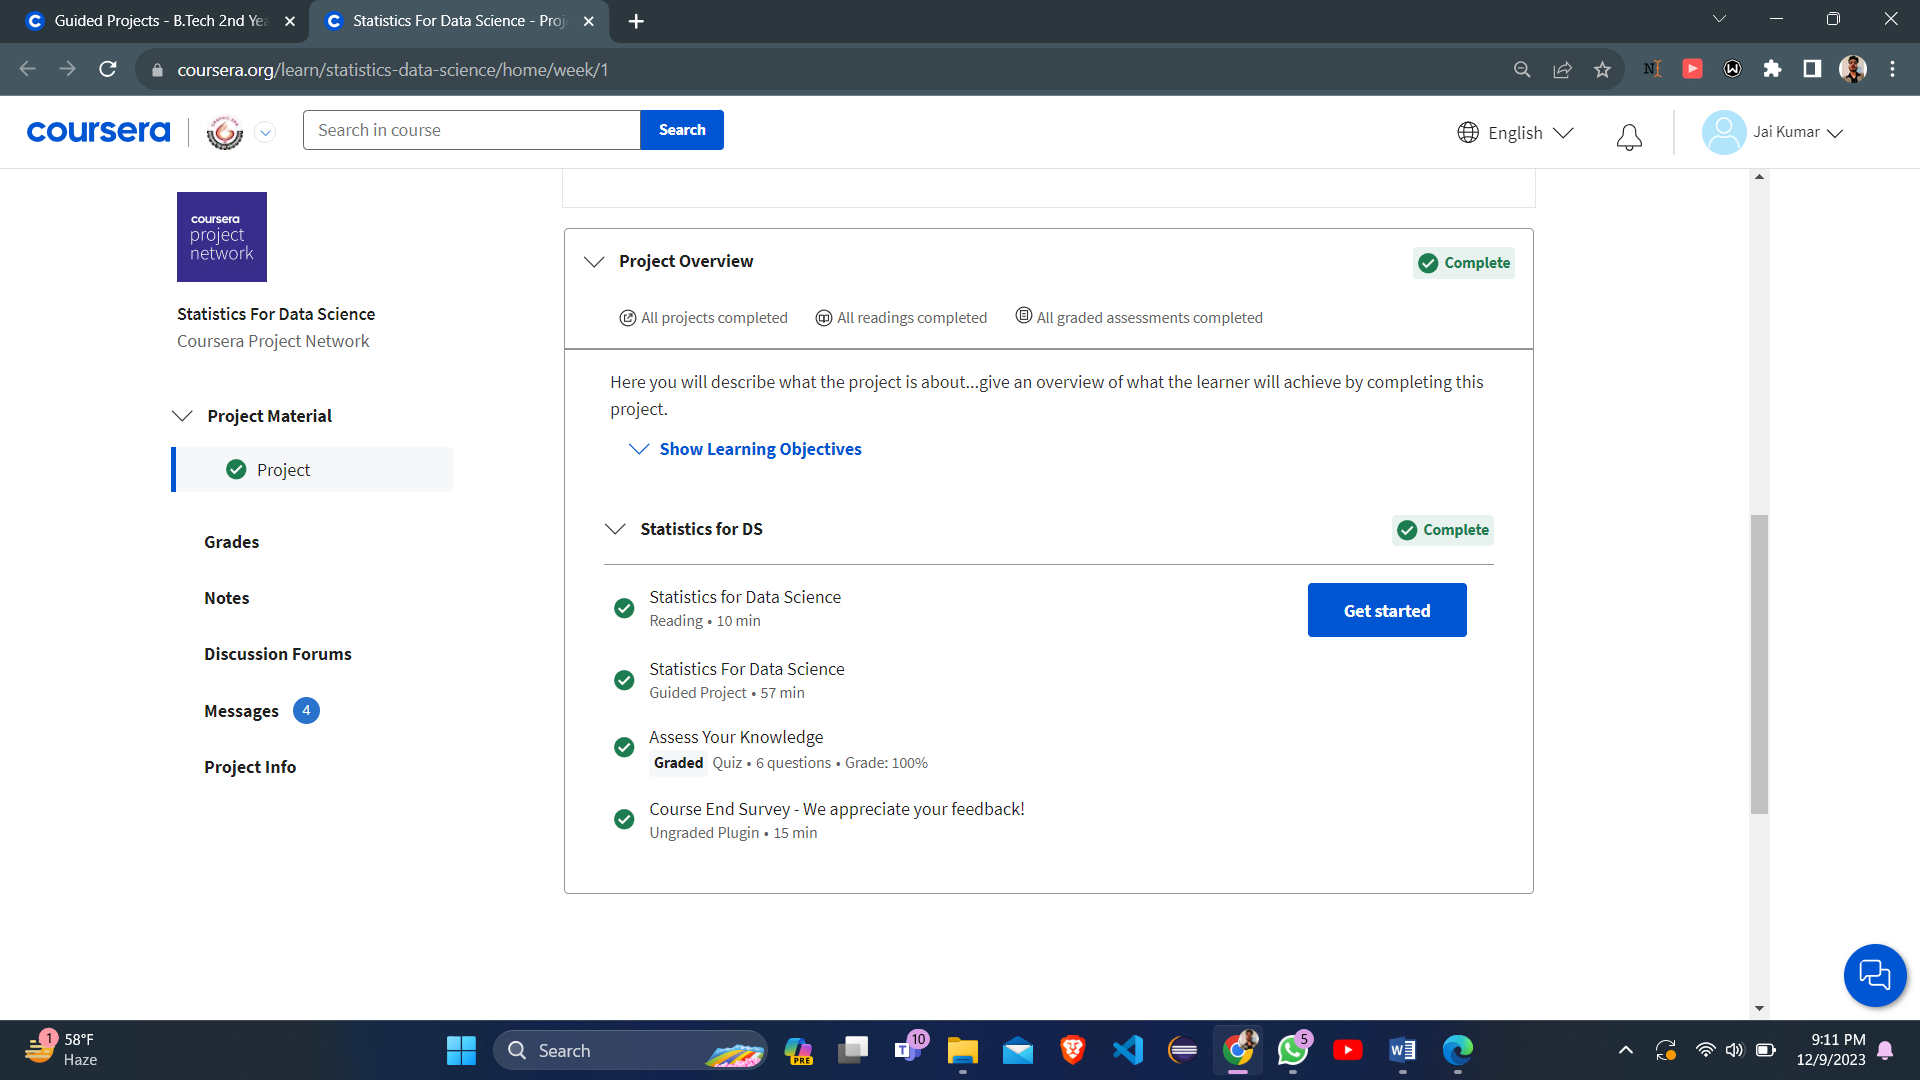 Guided Projects - B.Tech 2nd Yea
Statistics For Data Science - Proj
coursera.org/learn/statistics-data-science/home/week/1
coursera
Search in course
Search
English
Jai Kumar
coursera
project
network
Statistics For Data Science
Coursera Project Network
Project Material
Project
Grades
Notes
Discussion Forums
Messages 4
Project Info
Project Overview
Complete
All projects completed
All readings completed
All graded assessments completed
Here you will describe what the project is about...give an overview of what the learner will achieve by completing this
project.
Show Learning Objectives
Statistics for DS
Complete
Statistics for Data Science
Reading • 10 min
Get started
Statistics For Data Science
Guided Project • 57 min
Assess Your Knowledge
Graded Quiz • 6 questions • Grade: 100%
Course End Survey - We appreciate your feedback!
Ungraded Plugin • 15 min
1
58°F
Haze
Search
PRE
10
5
9:11 PM
12/9/2023